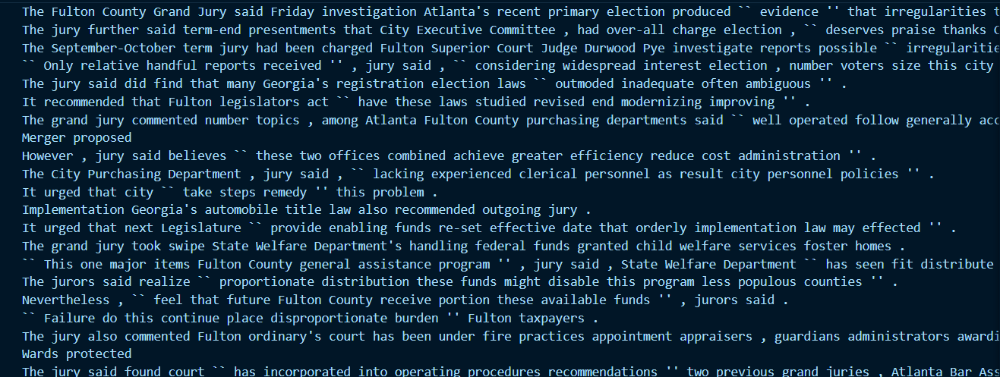 The Fulton County Grand Jury said Friday investigation Atlanta's recent primary election produced `` evidence '' that irregularities
The jury further said term-end presentments that City Executive Committee , had over-all charge election , `` deserves praise thanks
The September-October term jury had been charged Fulton Superior Court Judge Durwood Pye investigate reports possible ``
`` Only relative handful reports received '' , jury said , `` considering widespread interest election , number voters size this city
The jury said did find that many Georgia's registration election laws `` outmoded inadequate often ambiguous '' .
It recommended that Fulton legislators act `` have these laws studied revised end modernizing improving '' .
The grand jury commented number topics , among Atlanta Fulton County purchasing departments said `` well operated follow generally
Merger proposed
However , jury said believes `` these two offices combined achieve greater efficiency reduce cost administration '' .
The City Purchasing Department , jury said , `` lacking experienced clerical personnel as result city personnel policies '' .
It urged that city `` take steps remedy '' this problem .
Implementation Georgia's automobile title law also recommended outgoing jury .
It urged that next Legislature `` provide enabling funds re-set effective date that orderly implementation law may effected '' .
The grand jury took swipe State Welfare Department's handling federal funds granted child welfare services foster homes .
`` This one major items Fulton County general assistance program '' , jury said , State Welfare Department `` has seen fit distribute
The jurors said realize `` proportionate distribution these funds might disable this program less populous counties '' .
Nevertheless , `` feel that future Fulton County receive portion these available funds '' , jurors said .
`` Failure do this continue place disproportionate burden '' Fulton taxpayers .
The jury also commented Fulton ordinary's court has been under fire practices appointment appraisers , guardians administrators
Wards protected
The jury said found court `` has incorporated into operating procedures recommendations '' two previous grand juries , Atlanta Bar